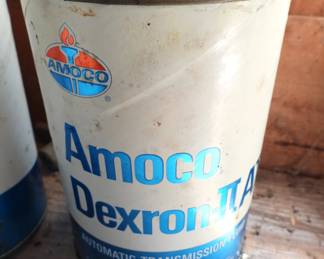 AMOCO
Amoco
Dexron-II A
AUTOMATIC TRANSMISSION